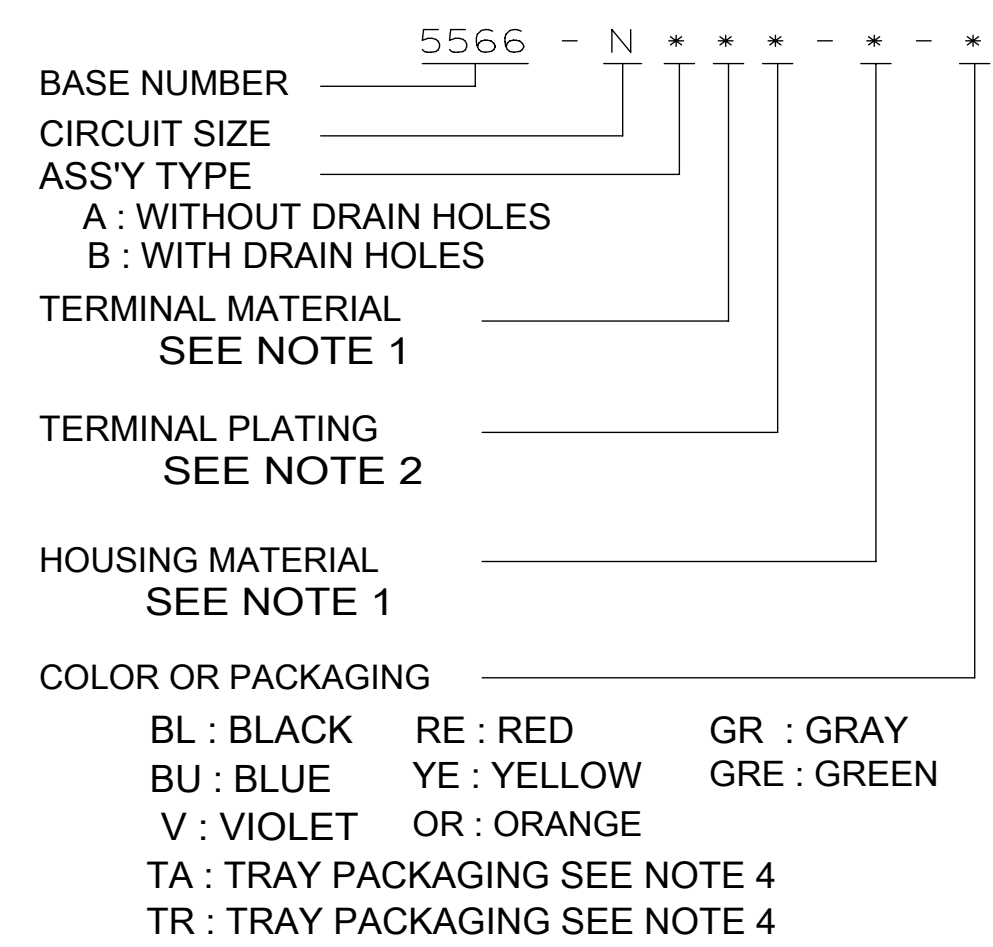 5566 - N * * * - * - *
BASE NUMBER
CIRCUIT SIZE
ASS'Y TYPE
A : WITHOUT DRAIN HOLES
B : WITH DRAIN HOLES
TERMINAL MATERIAL
SEE NOTE 1
TERMINAL PLATING
SEE NOTE 2
HOUSING MATERIAL
SEE NOTE 1
COLOR OR PACKAGING
BL : BLACK RE : RED GR : GRAY
BU : BLUE YE : YELLOW GRE : GREEN
V : VIOLET OR : ORANGE
TA : TRAY PACKAGING SEE NOTE 4
TR : TRAY PACKAGING SEE NOTE 4